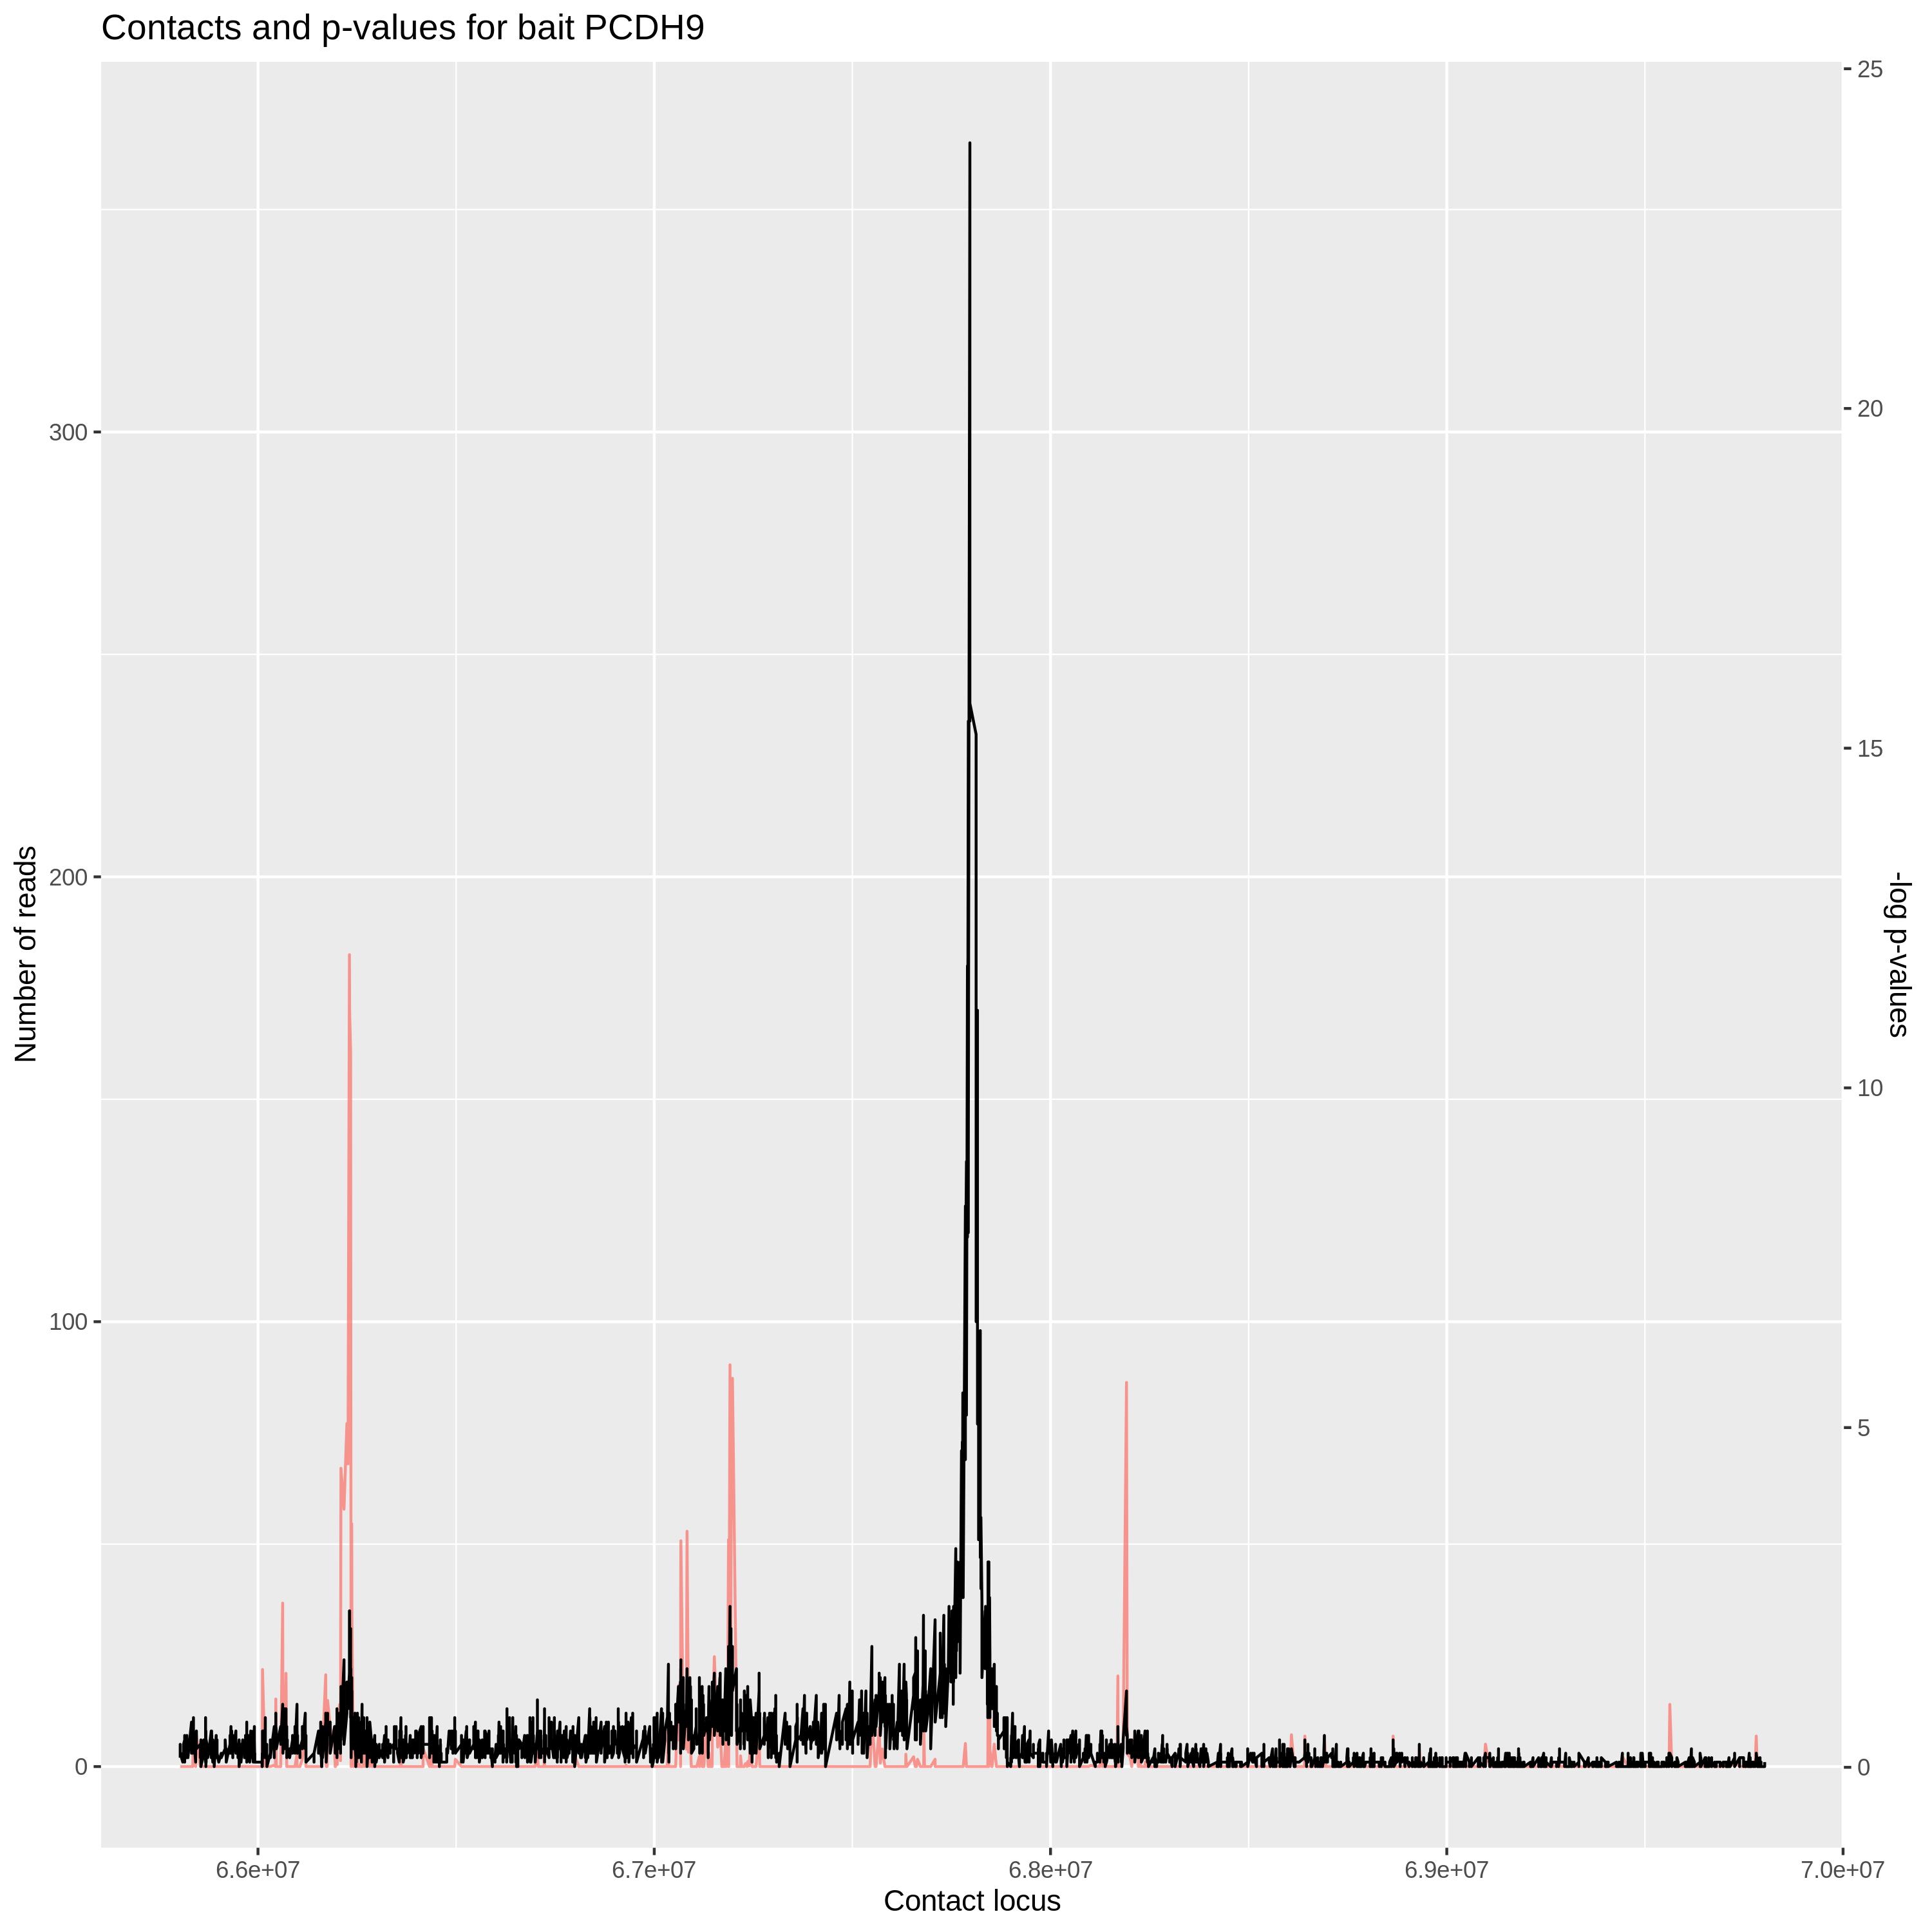 Contacts and p-values for bait PCDH9
25
20
15
10
5
0
300
200
100
0
Number of reads
-log p-values
6.6e+07
6.7e+07
6.8e+07
6.9e+07
7.0e+07
Contact locus